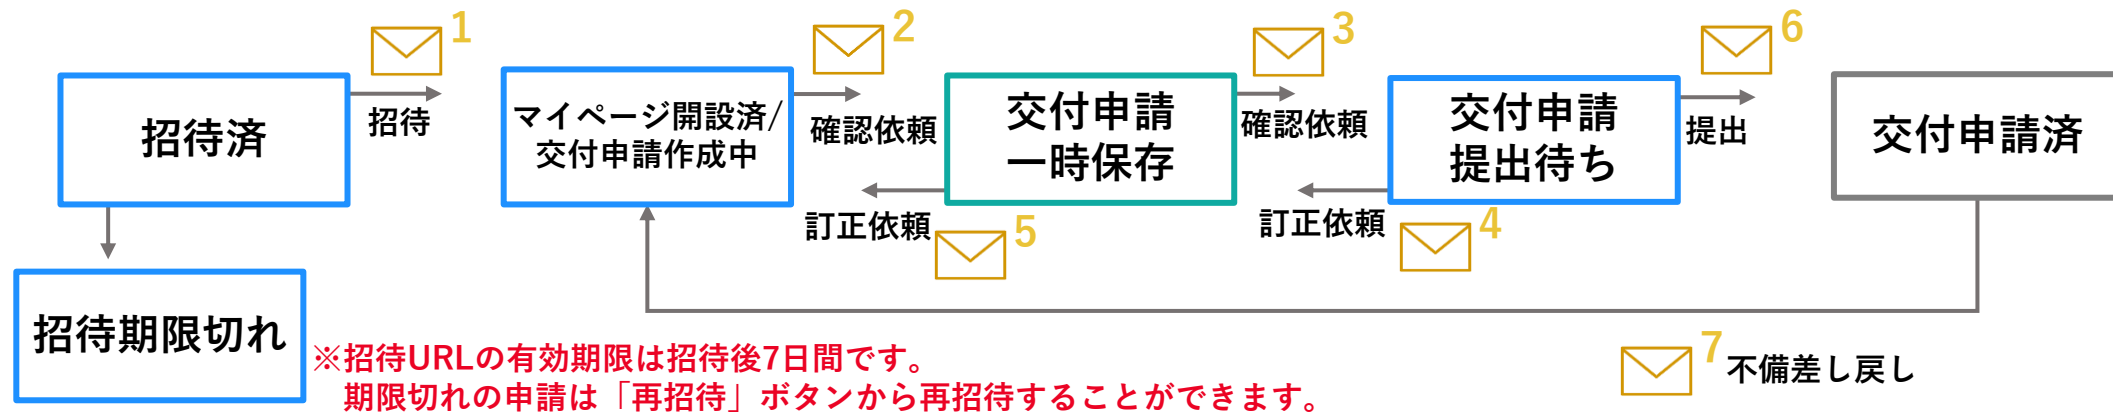 1
2
3
6
招待済
招待
マイページ開設済/
交付申請作成中
確認依頼
交付申請
一時保存
確認依頼
交付申請
提出待ち
提出
交付申請済
訂正依頼
5
訂正依頼
4
招待期限切れ
※招待URLの有効期限は招待後7日間です。
期限切れの申請は「再招待」ボタンから再招待することができます。
7
不備差し戻し